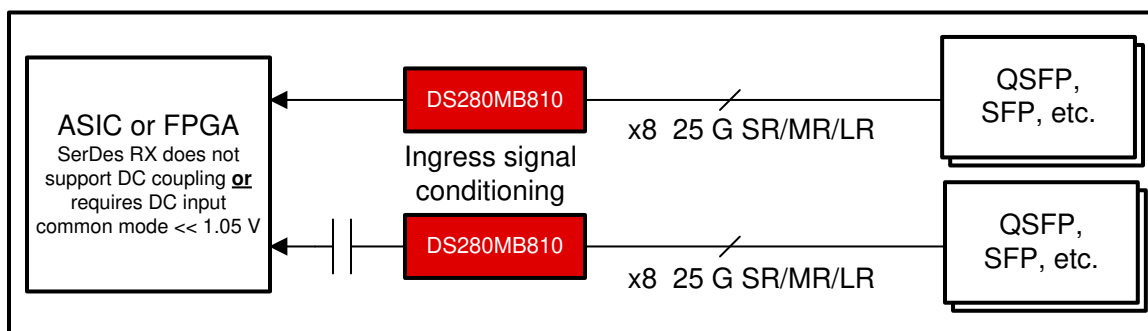 ASIC or FPGA
SerDes RX does not
support DC coupling or
requires DC input
common mode << 1.05 V
DS280MB810
Ingress signal
conditioning
DS280MB810
x8 25 G SR/MR/LR
x8 25 G SR/MR/LR
QSFP,
SFP, etc.
QSFP,
SFP, etc.